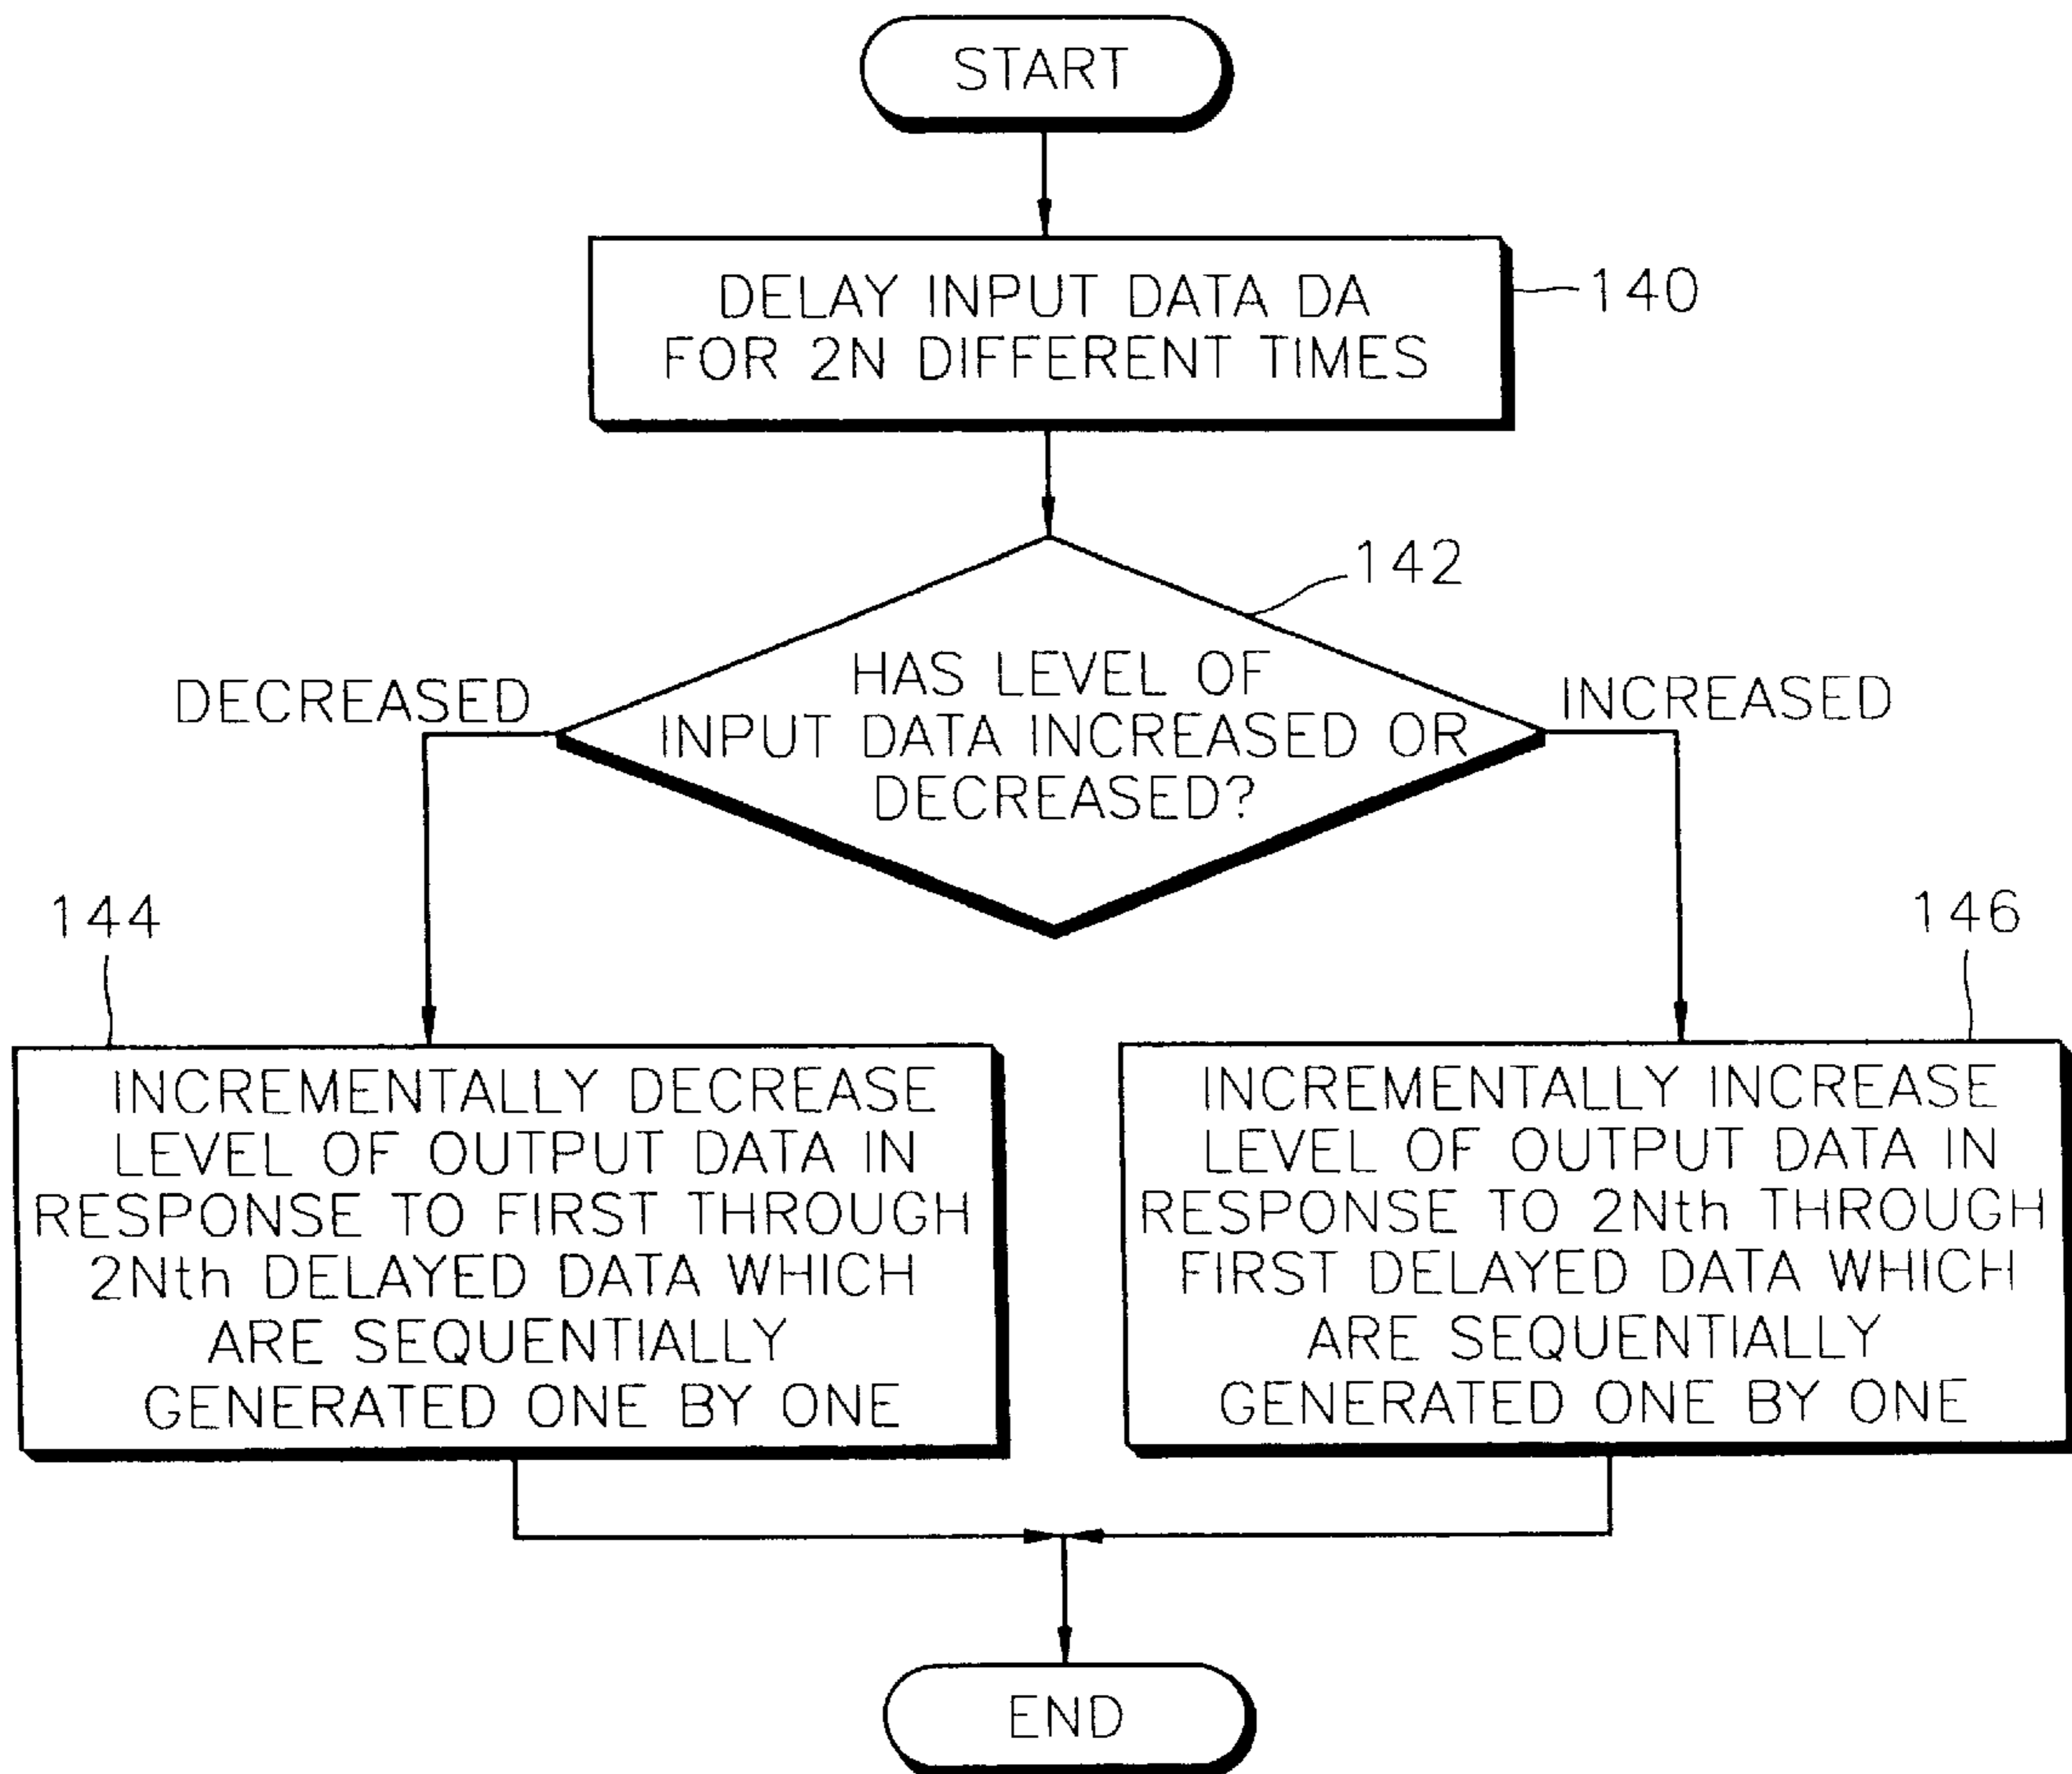 START
DELAY INPUT DATA DA
FOR 2N DIFFERENT TIMES
140
142
HAS LEVEL OF
INPUT DATA INCREASED OR
DECREASED?
DECREASED
INCREASED
144
146
INCREMENTALLY DECREASE
LEVEL OF OUTPUT DATA IN
RESPONSE TO FIRST THROUGH
2Nth DELAYED DATA WHICH
ARE SEQUENTIALLY
GENERATED ONE BY ONE
INCREMENTALLY INCREASE
LEVEL OF OUTPUT DATA IN
RESPONSE TO 2Nth THROUGH
FIRST DELAYED DATA WHICH
ARE SEQUENTIALLY
GENERATED ONE BY ONE
END